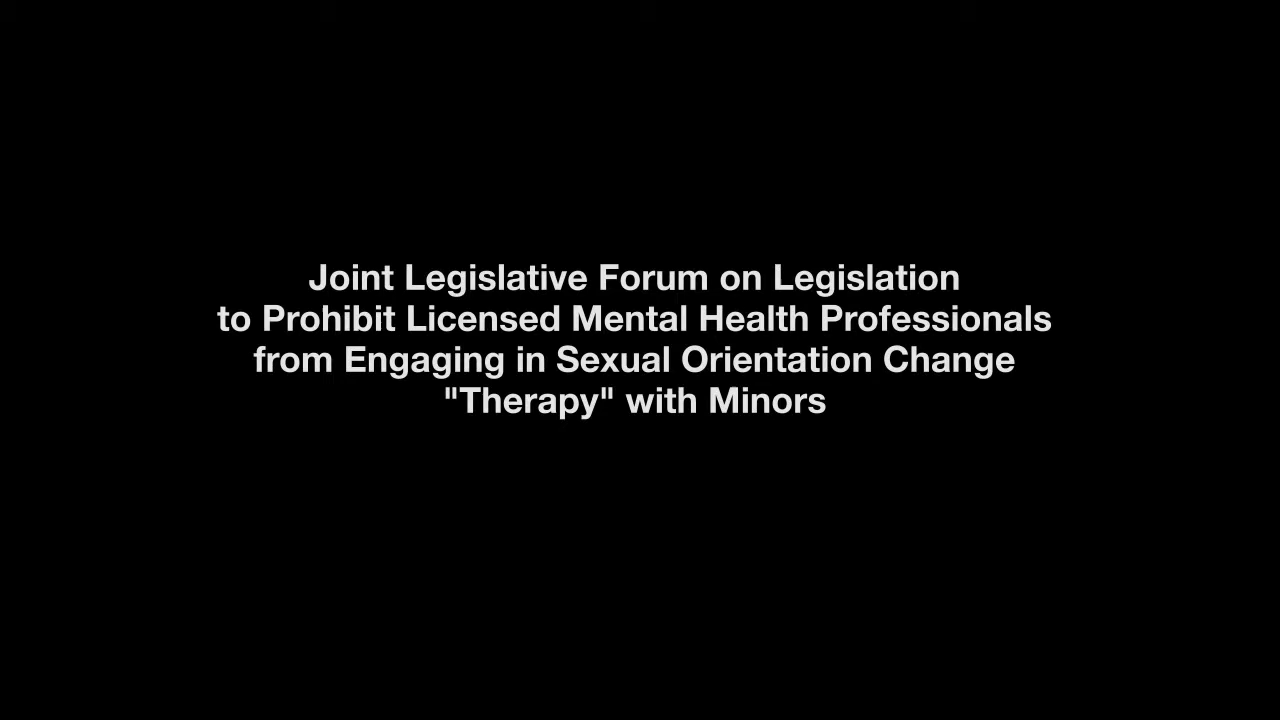 Joint Legislative Forum on Legislation
to Prohibit Licensed Mental Health Professionals
from Engaging in Sexual Orientation Change
"Therapy" with Minors